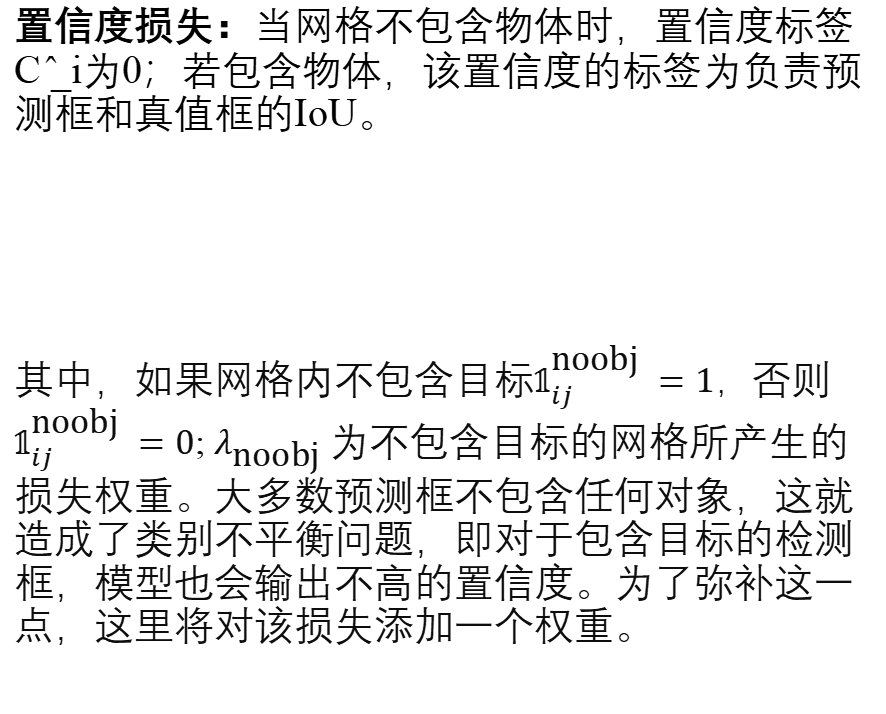 置信度损失：当网格不包含物体时，置信度标签
C^_i为0；若包含物体，该置信度的标签为负责预
测框和真值框的IoU。
其中，如果网格内不包含目标𝟙_{ij}^{noobj} = 1，否则
𝟙_{ij}^{noobj} = 0; λ_{noobj} 为不包含目标的网格所产生的
损失权重。大多数预测框不包含任何对象，这就
造成了类别不平衡问题，即对于包含目标的检测
框，模型也会输出不高的置信度。为了弥补这一
点，这里将对该损失添加一个权重。